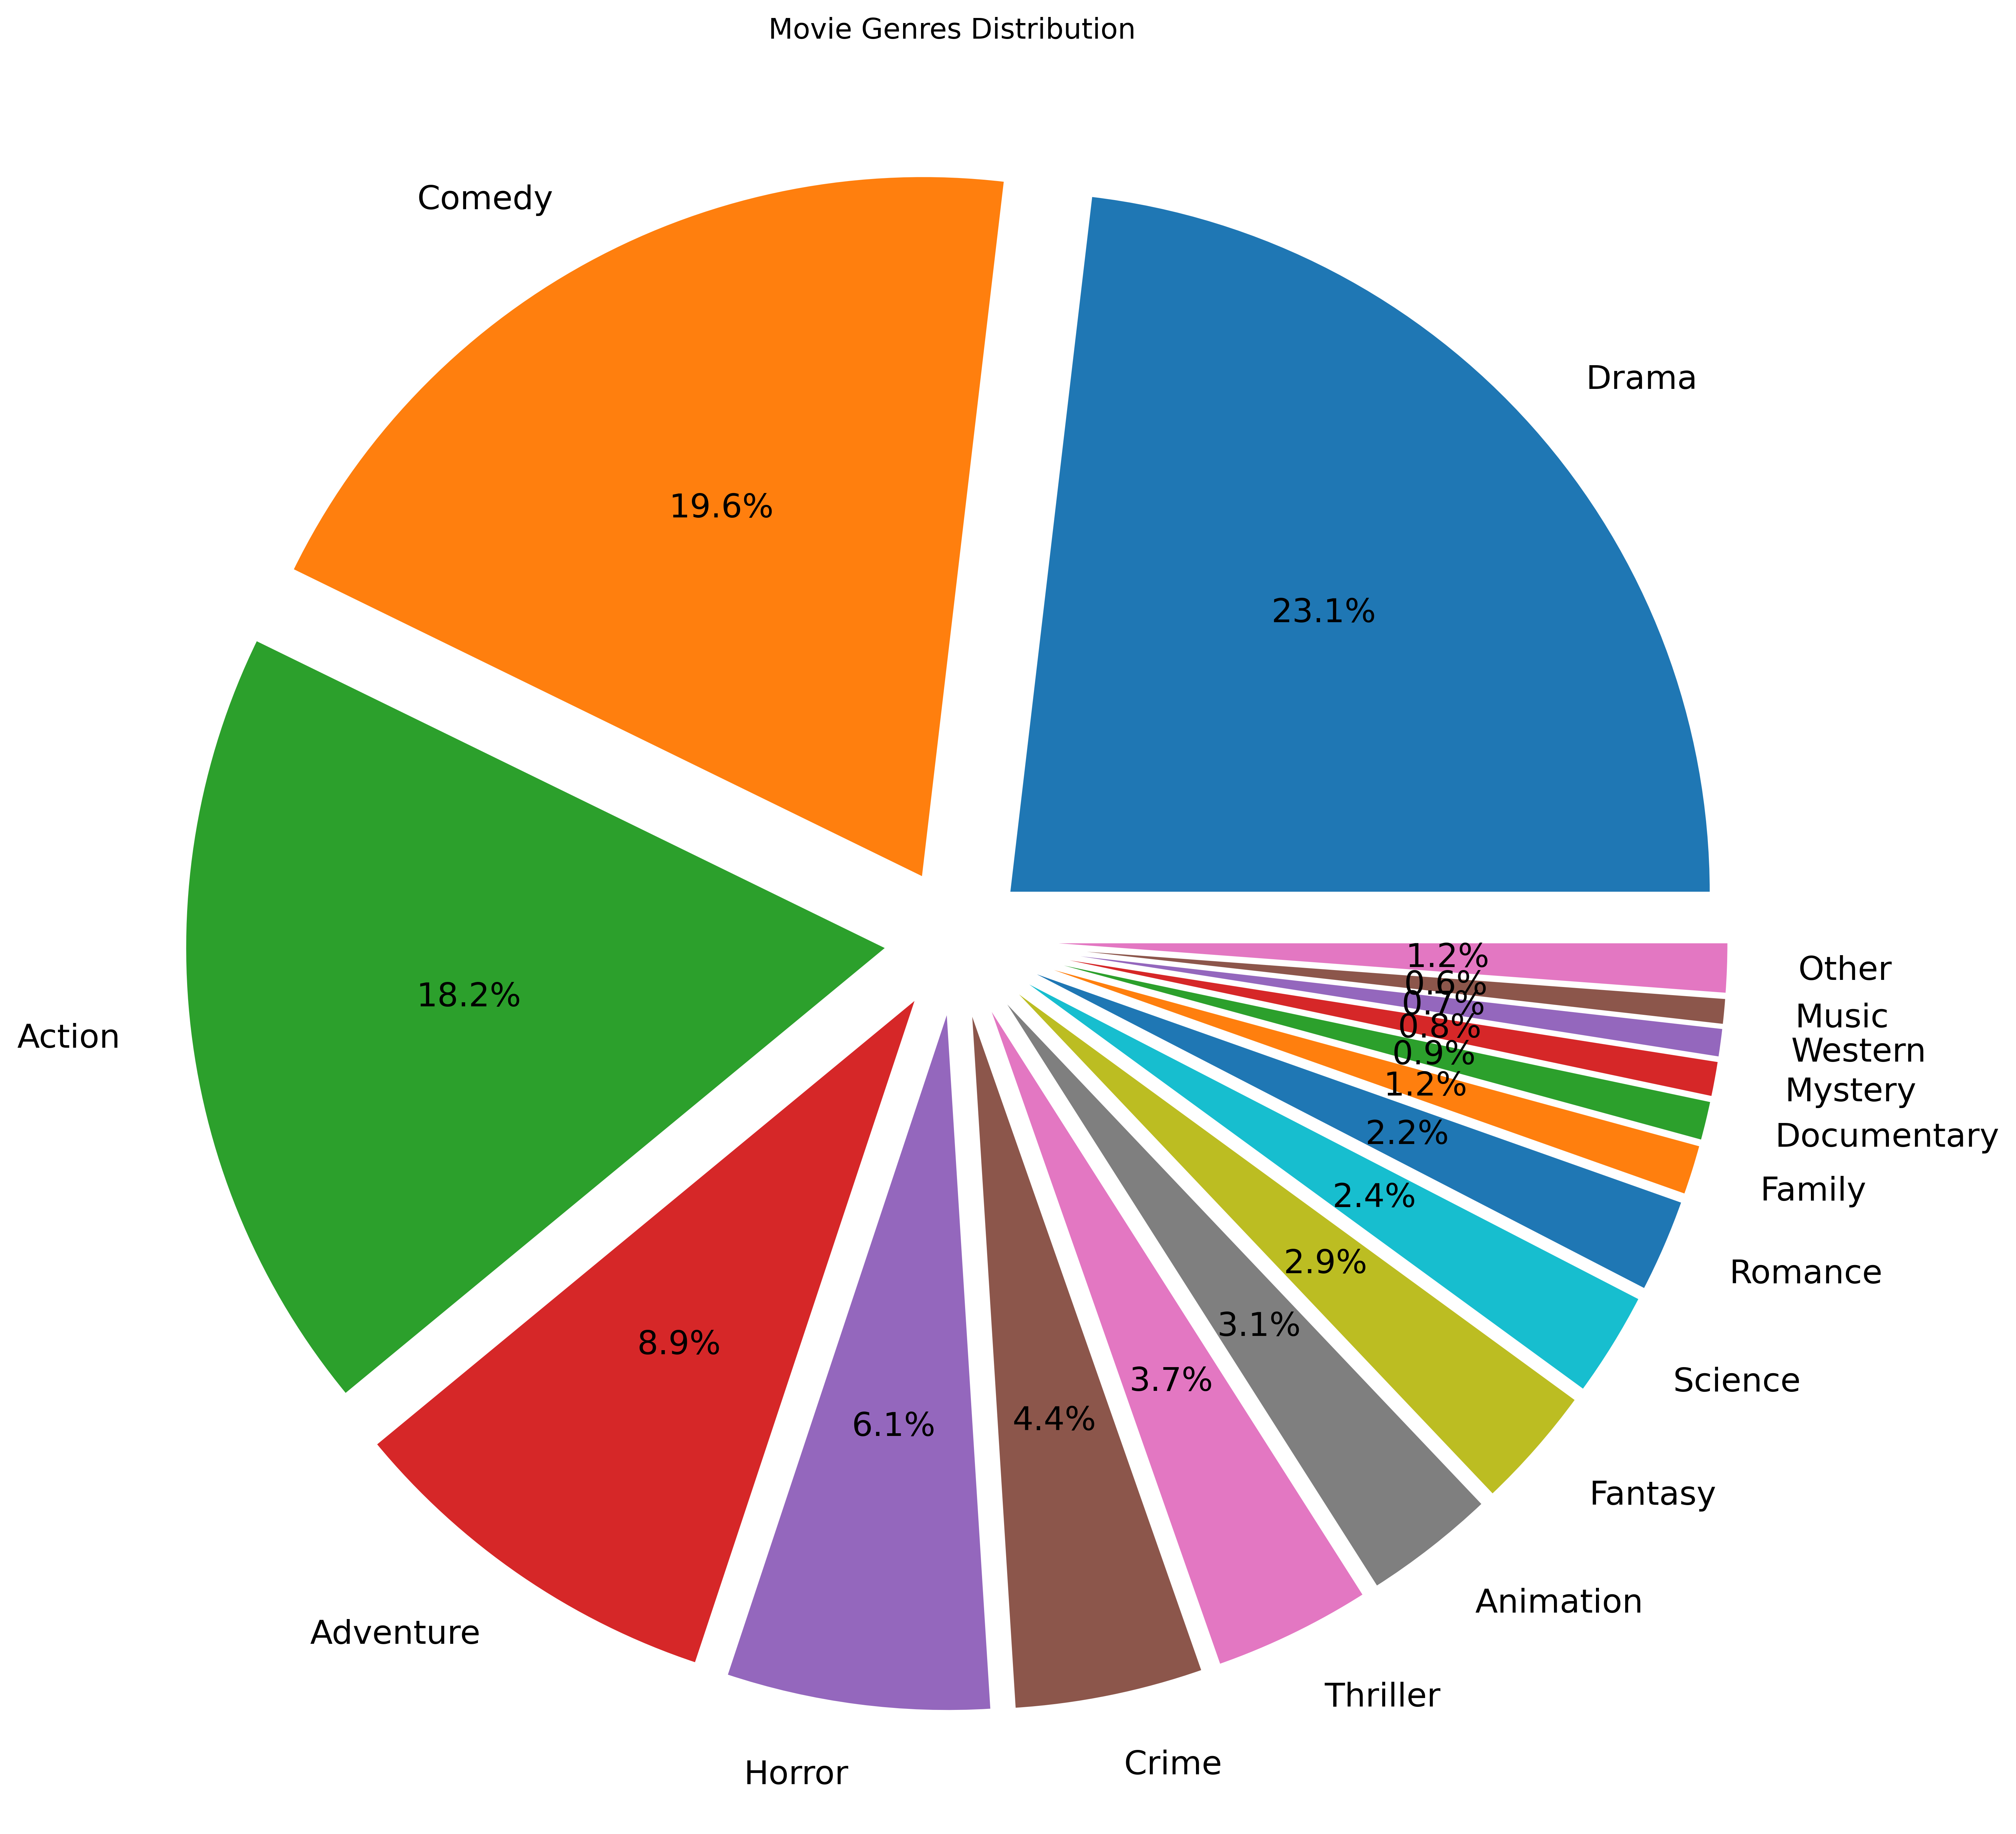 Movie Genres Distribution
Comedy
Drama
19.6%
23.1%
18.2%
Action
1.2%
Other
0.6%
Music
0.7%
Western
0.8%
Mystery
0.9%
Documentary
1.2%
Family
2.2%
Romance
2.4%
Science
2.9%
Fantasy
3.1%
Animation
3.7%
Thriller
4.4%
Crime
6.1%
Horror
8.9%
Adventure